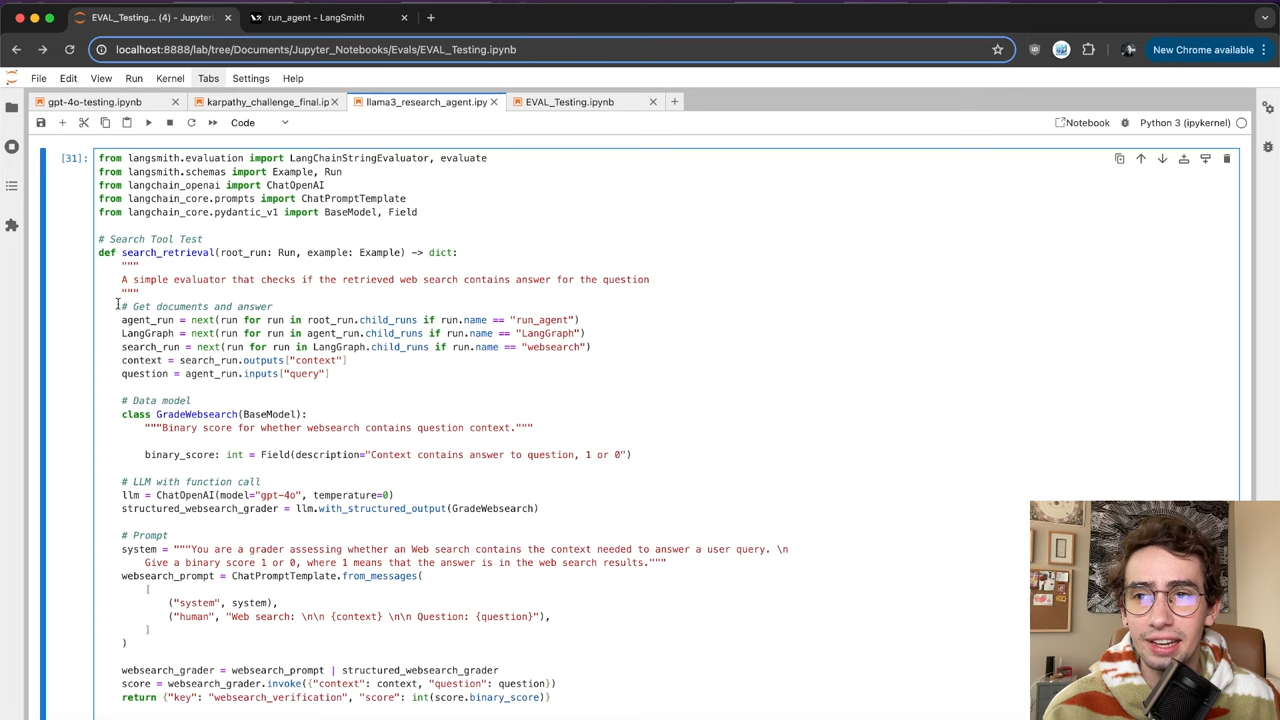 EVAL_Testing... (4) - Jupyter
run_agent - LangSmith
localhost:8888/lab/tree/Documents/Jupyter_Notebooks/Evals/EVAL_Testing.ipynb
New Chrome available
File Edit View Run Kernel Tabs Settings Help
gpt-4o-testing.ipynb
karpathy_challenge_final.ip
llama3_research_agent.ipy
EVAL_Testing.ipynb
Code
Notebook
Python 3 (ipykernel)
[31]:
from langsmith.evaluation import LangChainStringEvaluator, evaluate
from langsmith.schemas import Example, Run
from langchain_openai import ChatOpenAI
from langchain_core.prompts import ChatPromptTemplate
from langchain_core.pydantic_v1 import BaseModel, Field
# Search Tool Test
def search_retrieval(root_run: Run, example: Example) -> dict:
"""
A simple evaluator that checks if the retrieved web search contains answer for the question
"""
# Get documents and answer
agent_run = next(run for run in root_run.child_runs if run.name == "run_agent")
LangGraph = next(run for run in agent_run.child_runs if run.name == "LangGraph")
search_run = next(run for run in LangGraph.child_runs if run.name == "websearch")
context = search_run.outputs["context"]
question = agent_run.inputs["query"]
# Data model
class GradeWebsearch(BaseModel):
"""Binary score for whether websearch contains question context."""
binary_score: int = Field(description="Context contains answer to question, 1 or 0")
# LLM with function call
llm = ChatOpenAI(model="gpt-4o", temperature=0)
structured_websearch_grader = llm.with_structured_output(GradeWebsearch)
# Prompt
system = """You are a grader assessing whether an Web search contains the context needed to answer a user query. \n
Give a binary score 1 or 0, where 1 means that the answer is in the web search results."""
websearch_prompt = ChatPromptTemplate.from_messages(
[
("system", system),
("human", "Web search: \n\n {context} \n\n Question: {question}"),
]
)
websearch_grader = websearch_prompt | structured_websearch_grader
score = websearch_grader.invoke({"context": context, "question": question})
return {"key": "websearch_verification", "score": int(score.binary_score)}